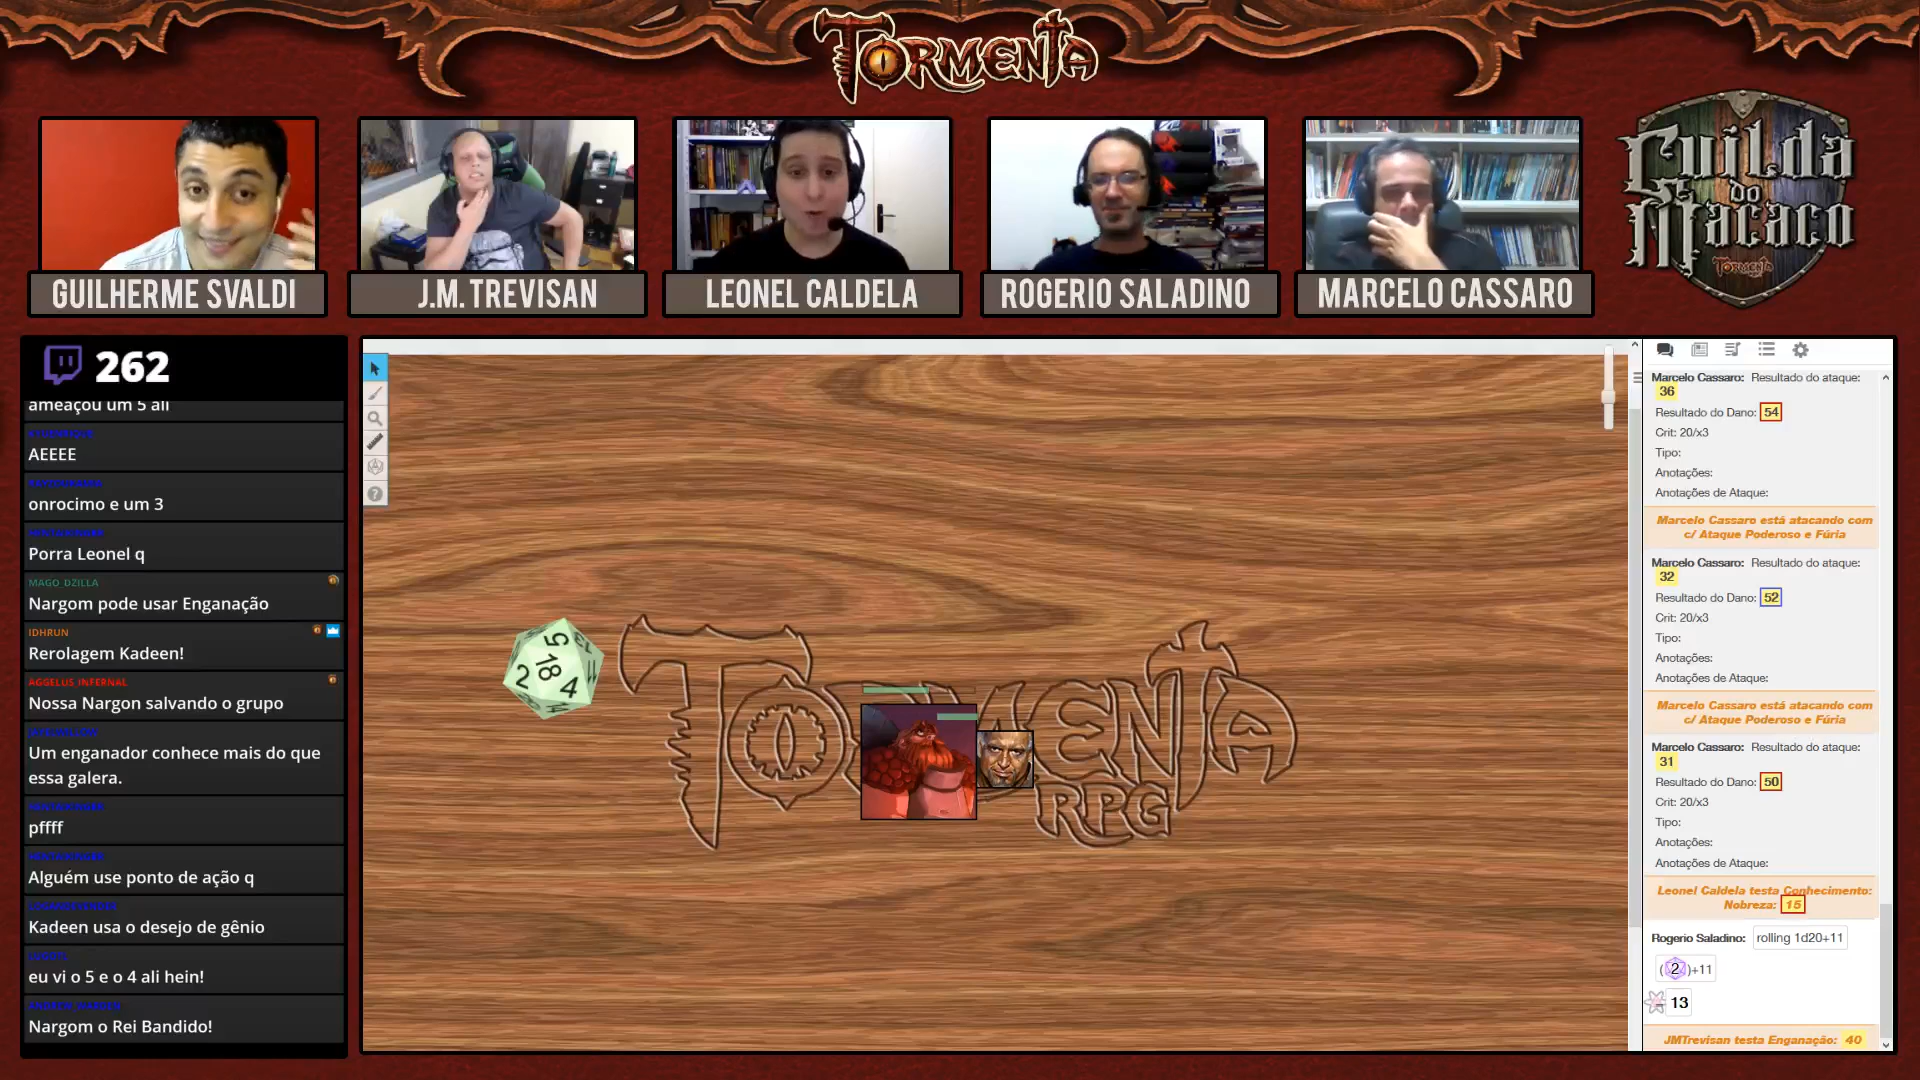 TORMENTA
GUILHERME SVALDI
J.M. TREVISAN
LEONEL CALDELA
ROGERIO SALADINO
MARCELO CASSARO
Guilda
do
Macaco
TORMENTA
262
ameaçou um 5 ali
AEEEE
onrocimo e um 3
Porra Leonel q
MAGO_DZILLA
Nargom pode usar Enganação
IDHRUN
Rerolagem Kadeen!
AGGELUS_INFERNAL
Nossa Nargon salvando o grupo
Um enganador conhece mais do que
essa galera.
pffff
Alguém use ponto de ação q
Kadeen usa o desejo de gênio
eu vi o 5 e o 4 ali hein!
Nargom o Rei Bandido!
5
18
2
4
TORMENTA
RPG
Marcelo Cassaro: Resultado do ataque:
36
Resultado do Dano: 54
Crit: 20/x3
Tipo:
Anotações:
Anotações de Ataque:
Marcelo Cassaro está atacando com
c/ Ataque Poderoso e Fúria
Marcelo Cassaro: Resultado do ataque:
32
Resultado do Dano: 52
Crit: 20/x3
Tipo:
Anotações:
Anotações de Ataque:
Marcelo Cassaro está atacando com
c/ Ataque Poderoso e Fúria
Marcelo Cassaro: Resultado do ataque:
31
Resultado do Dano: 50
Crit: 20/x3
Tipo:
Anotações:
Anotações de Ataque:
Leonel Caldela testa Conhecimento:
Nobreza: 15
Rogerio Saladino: rolling 1d20+11
(2)+11
13
JMTrevisan testa Enganação: 40